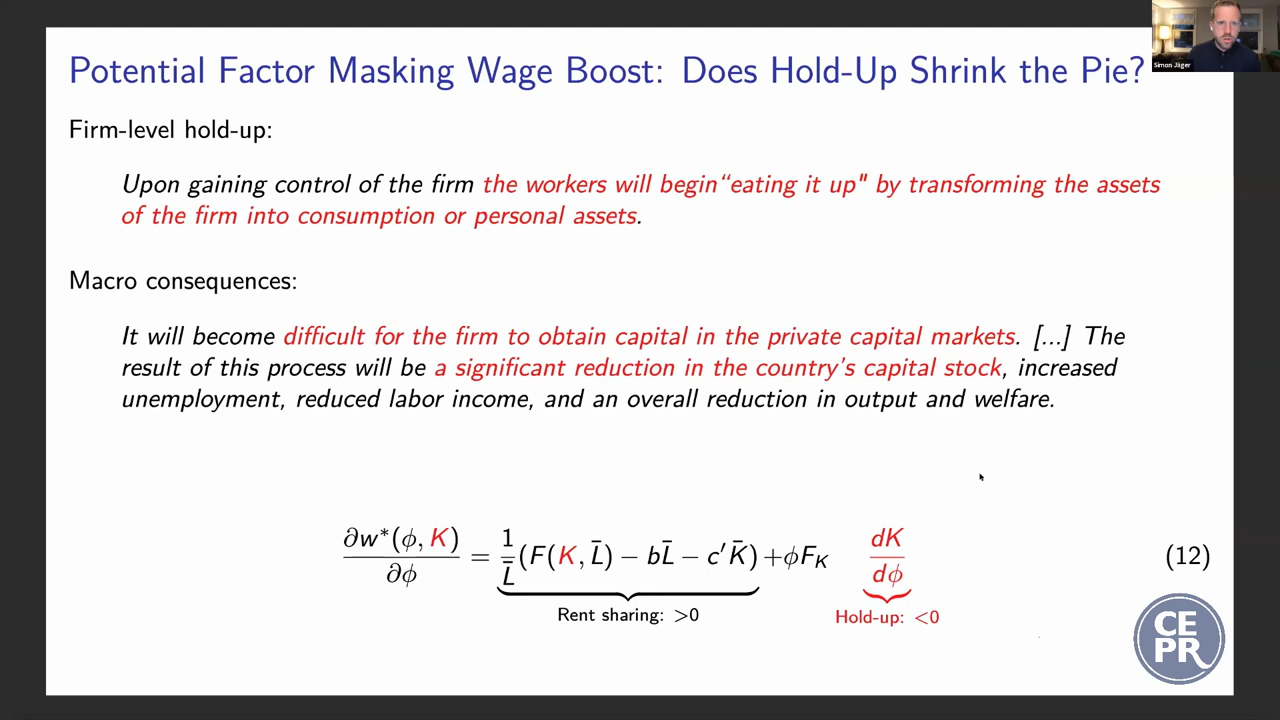 Potential Factor Masking Wage Boost: Does Hold-Up Shrink the Pie?
Simon Jäger
Firm-level hold-up:
Upon gaining control of the firm the workers will begin“eating it up" by transforming the assets
of the firm into consumption or personal assets.
Macro consequences:
It will become difficult for the firm to obtain capital in the private capital markets. [...] The
result of this process will be a significant reduction in the country's capital stock, increased
unemployment, reduced labor income, and an overall reduction in output and welfare.
∂w*(ϕ, K)/∂ϕ = 1/L̄ (F(K, L̄) − bL̄ − c′K̄) + ϕF_K dK/dϕ (12)
Rent sharing: >0
Hold-up: <0
CE
PR